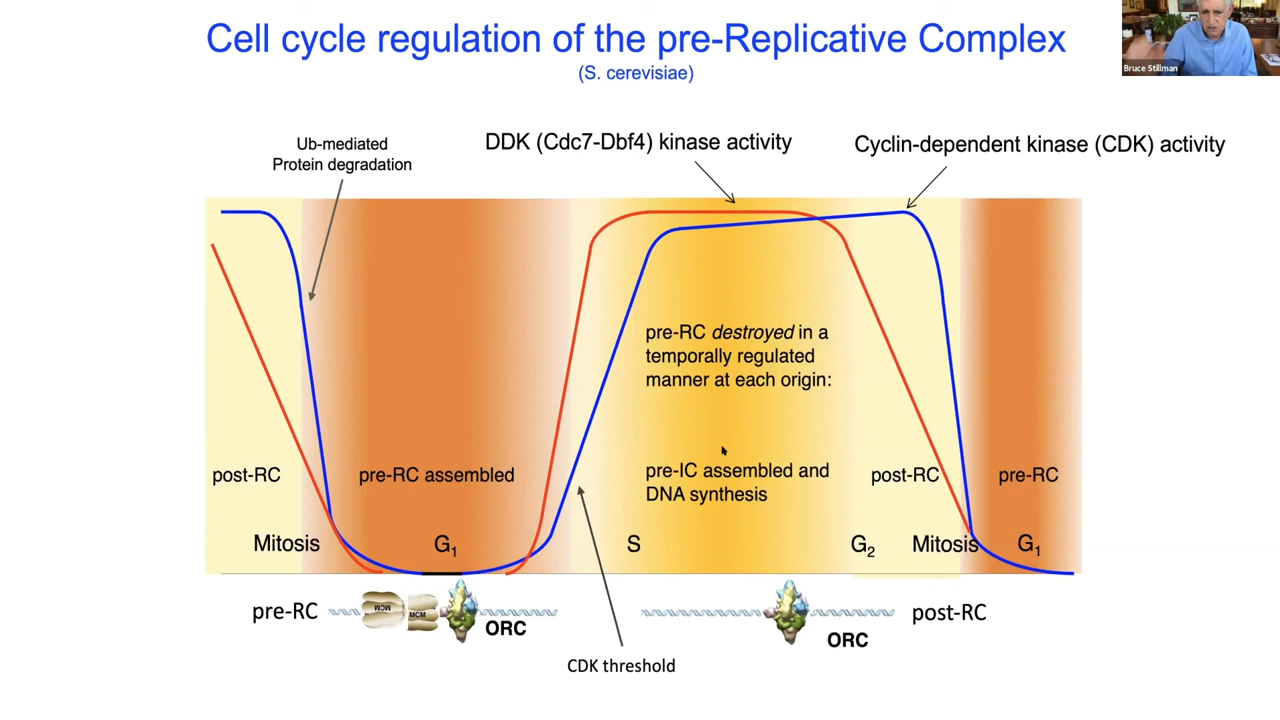 Cell cycle regulation of the pre-Replicative Complex
(S. cerevisiae)
Bruce Stillman
Ub-mediated
Protein degradation
DDK (Cdc7-Dbf4) kinase activity
Cyclin-dependent kinase (CDK) activity
pre-RC destroyed in a
temporally regulated
manner at each origin:
post-RC
pre-RC assembled
pre-IC assembled and
DNA synthesis
post-RC
pre-RC
Mitosis
G1
S
G2
Mitosis
G1
pre-RC
MCM
MCM
ORC
ORC
post-RC
CDK threshold